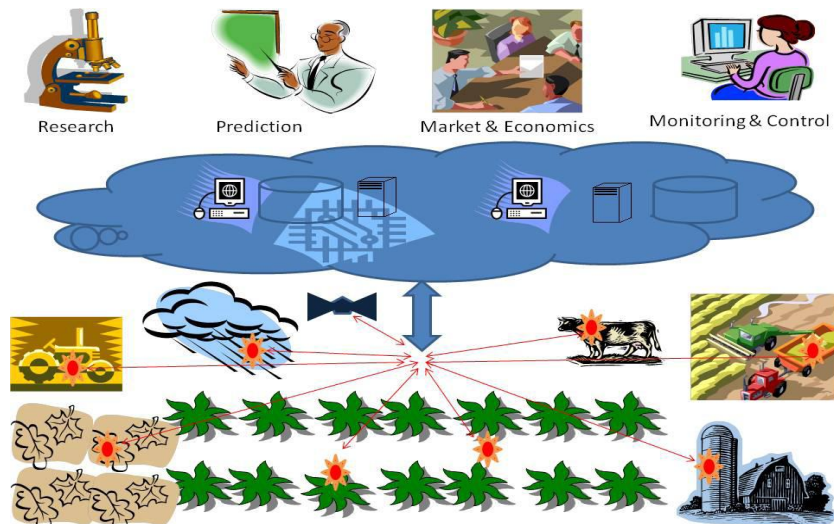 Research
Prediction
Market & Economics
Monitoring & Control